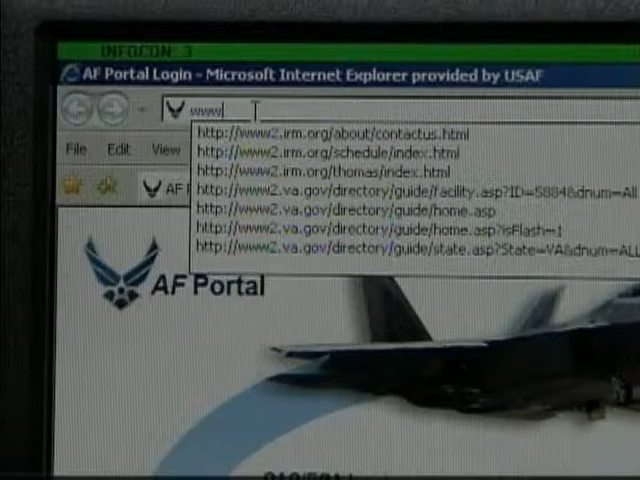 INFOCON 3
AF Portal Login - Microsoft Internet Explorer provided by USAF
www
http://www2.irm.org/about/contactus.html
File Edit View
http://www2.irm.org/schedule/index.html
http://www2.irm.org/thomas/index.html
AF
http://www2.va.gov/directory/guide/facility.asp?ID=5884&dnum=All
http://www2.va.gov/directory/guide/home.asp
http://www2.va.gov/directory/guide/home.asp?isFlash=1
http://www2.va.gov/directory/guide/state.asp?State=VA&dnum=ALL
AF Portal